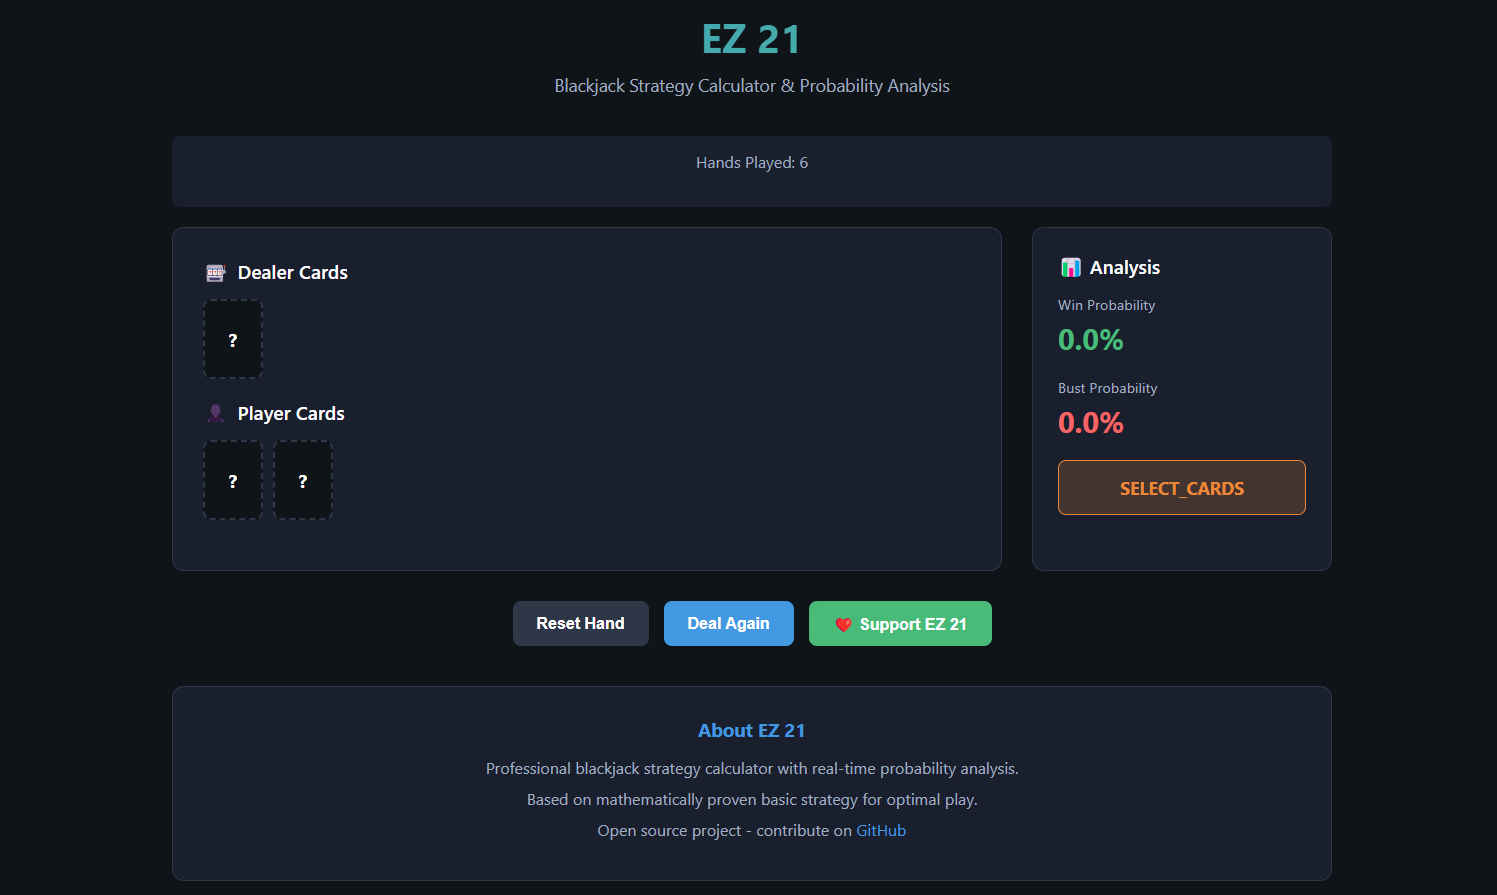 EZ 21
Blackjack Strategy Calculator & Probability Analysis
Hands Played: 6
Dealer Cards
?
Player Cards
? ?
Analysis
Win Probability
0.0%
Bust Probability
0.0%
SELECT_CARDS
Reset Hand
Deal Again
Support EZ 21
About EZ 21
Professional blackjack strategy calculator with real-time probability analysis.
Based on mathematically proven basic strategy for optimal play.
Open source project - contribute on GitHub